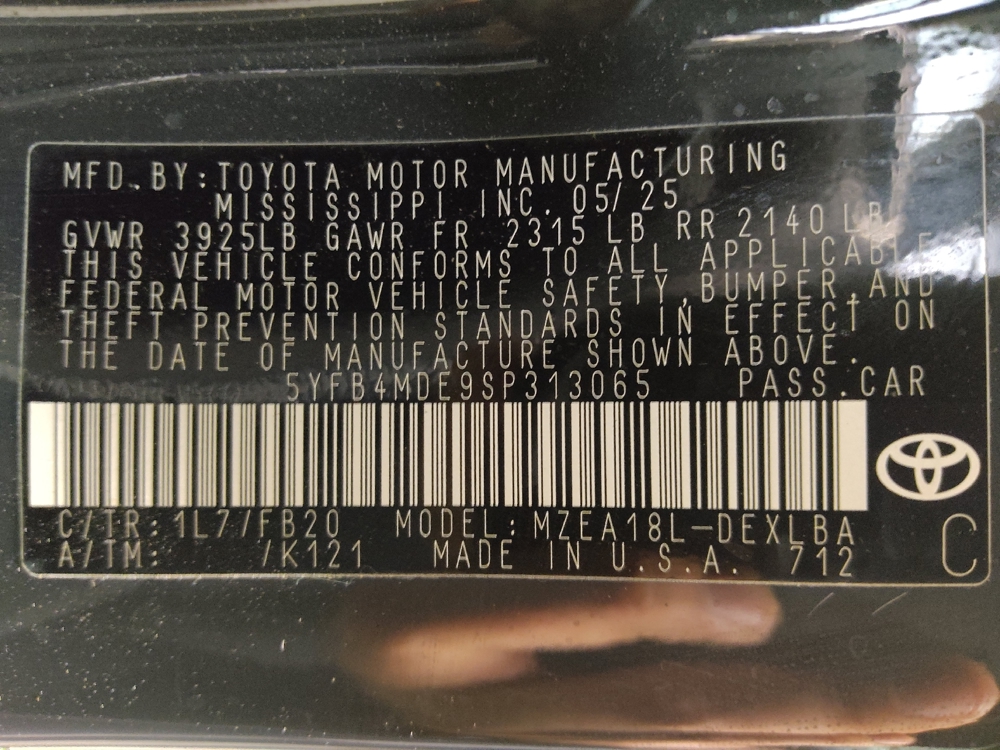 MFD.BY:TOYOTA MOTOR MANUFACTURING
MISSISSIPPI INC. 05/25
GVWR 3925LB GAWR FR 2315 LB RR 2140 LB
THIS VEHICLE CONFORMS TO ALL APPLICABLE
FEDERAL MOTOR VEHICLE SAFETY,BUMPER,AND
THEFT PREVENTION STANDARDS IN EFFECT ON
THE DATE OF MANUFACTURE SHOWN ABOVE.
5YFB4MDE9SP313065 PASS.CAR
C/TR: 1L7/FB20 MODEL: MZEA18L-DEXLBA
A/TM: /K121 MADE IN U.S.A. 712
C